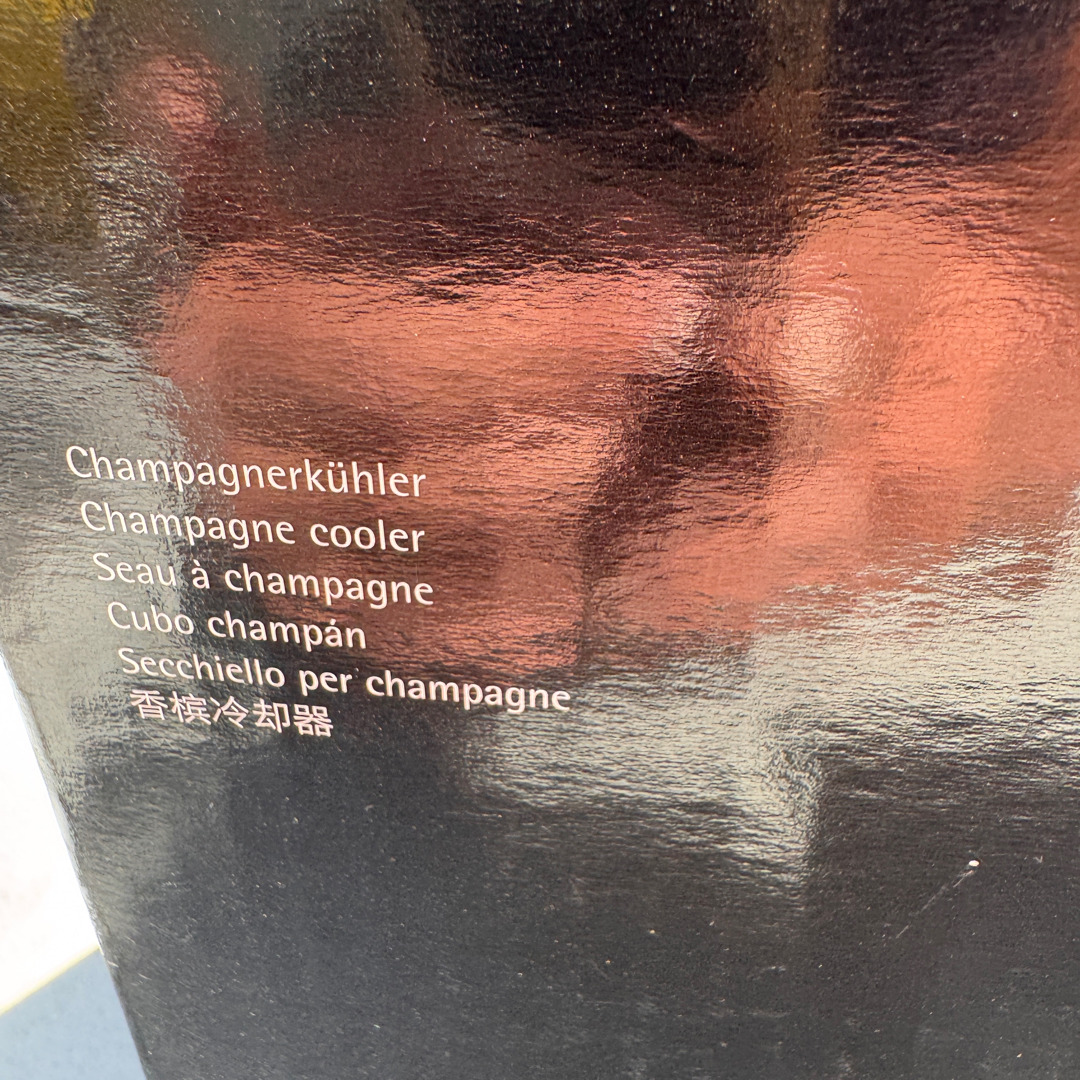 Champagnerkühler
Champagne cooler
Seau à champagne
Cubo champán
Secchiello per champagne
香槟冷却器